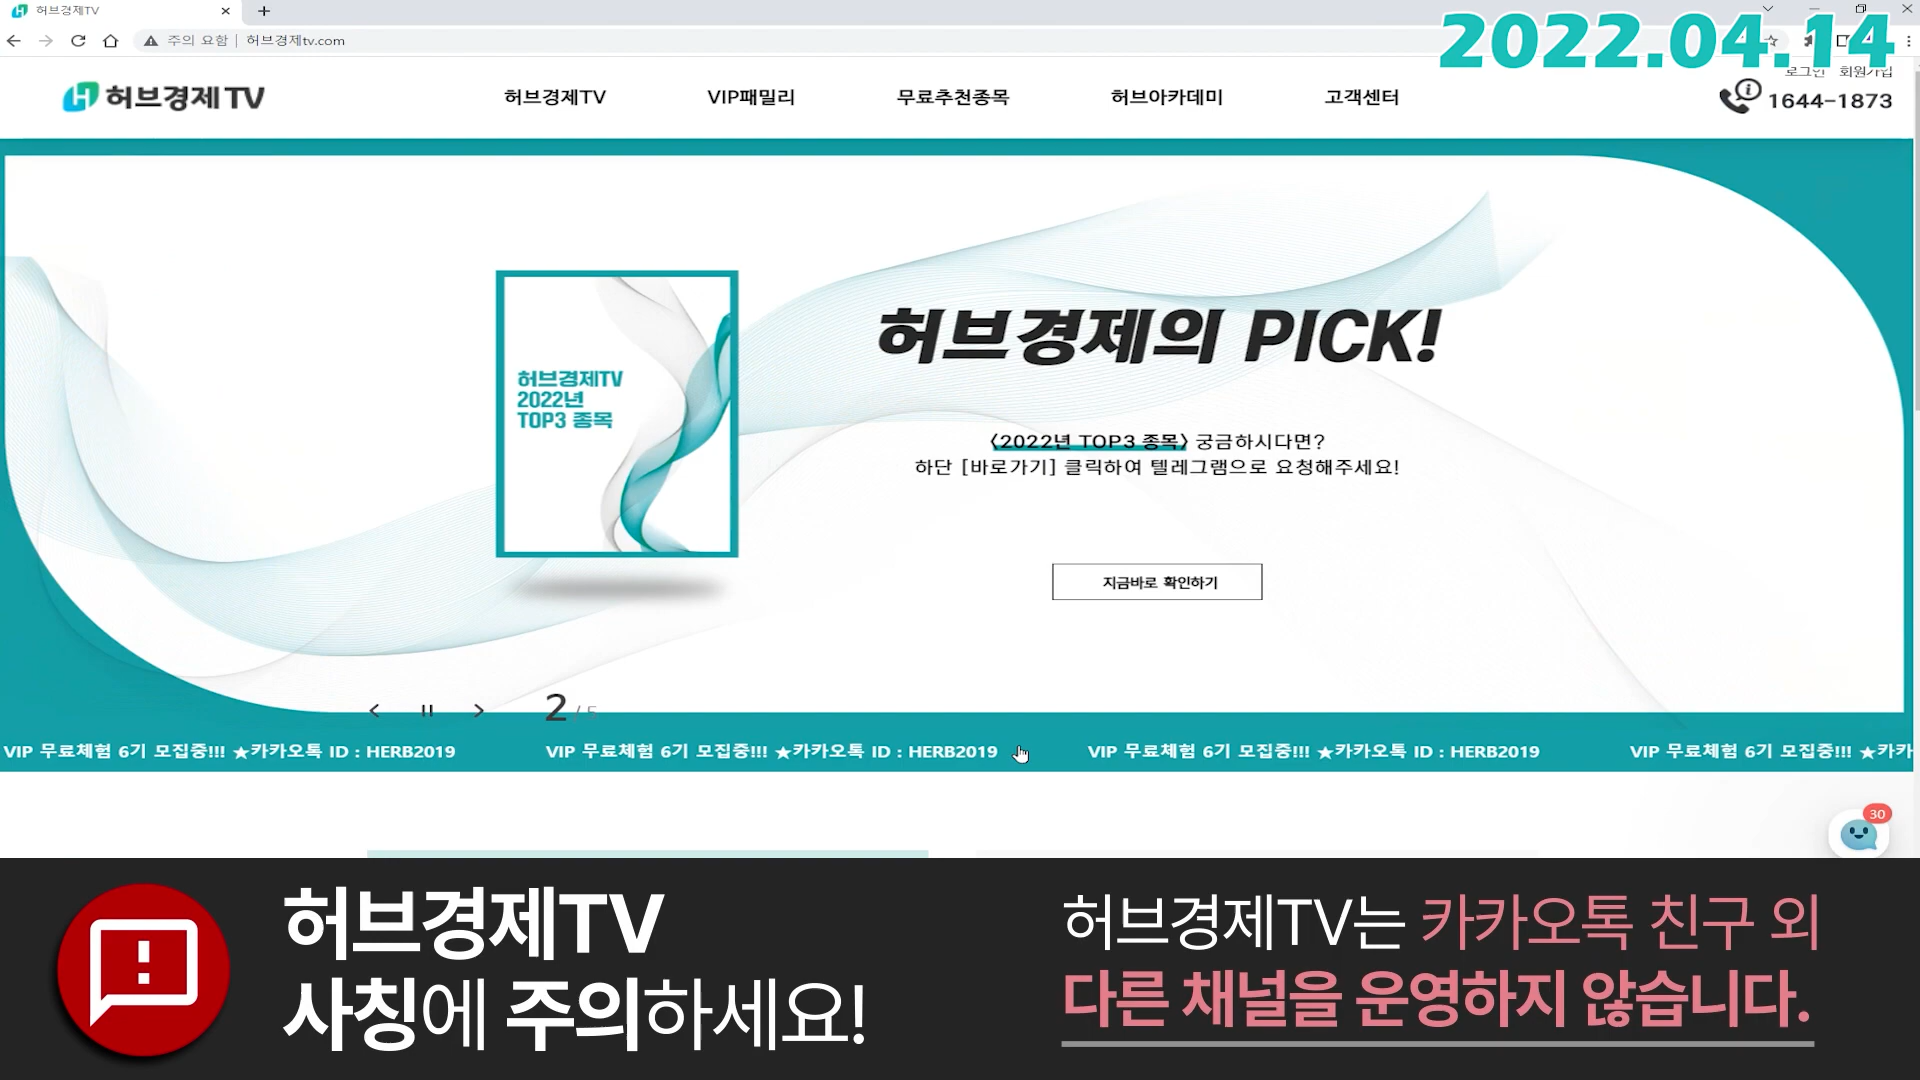 허브경제TV
주의 요함 | 허브경제tv.com
2022.04.14
로그인 회원가입
허브경제TV
허브경제TV
VIP패밀리
무료추천종목
허브아카데미
고객센터
1644-1873
허브경제TV
2022년
TOP3 종목
허브경제의 PICK!
<2022년 TOP3 종목> 궁금하시다면?
하단 [바로가기] 클릭하여 텔레그램으로 요청해주세요!
지금바로 확인하기
2 / 5
VIP 무료체험 6기 모집중!!! ★카카오톡 ID : HERB2019
VIP 무료체험 6기 모집중!!! ★카카오톡 ID : HERB2019
VIP 무료체험 6기 모집중!!! ★카카오톡 ID : HERB2019
VIP 무료체험 6기 모집중!!! ★카카
30
허브경제TV
사칭에 주의하세요!
허브경제TV는 카카오톡 친구 외
다른 채널을 운영하지 않습니다.